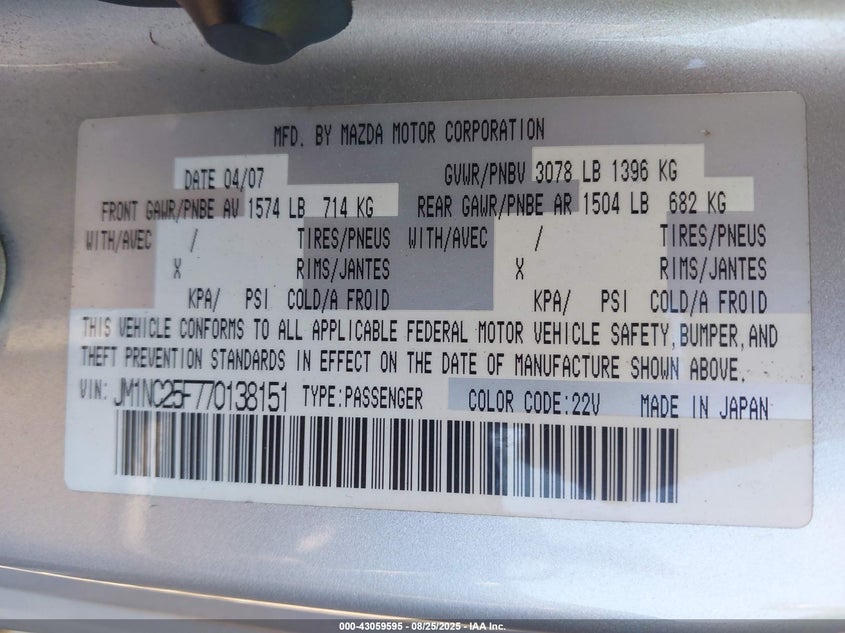 MFD. BY MAZDA MOTOR CORPORATION
DATE 04/07 GVWR/PNBV 3078 LB 1396 KG
FRONT GAWR/PNBE AV 1574 LB 714 KG REAR GAWR/PNBE AR 1504 LB 682 KG
WITH/AVEC / TIRES/PNEUS WITH/AVEC / TIRES/PNEUS
X RIMS/JANTES X RIMS/JANTES
KPA/ PSI COLD/A FROID KPA/ PSI COLD/A FROID
THIS VEHICLE CONFORMS TO ALL APPLICABLE FEDERAL MOTOR VEHICLE SAFETY, BUMPER, AND
THEFT PREVENTION STANDARDS IN EFFECT ON THE DATE OF MANUFACTURE SHOWN ABOVE.
VIN: JM1NC25F770138151 TYPE:PASSENGER COLOR CODE:22V MADE IN JAPAN
000-43059595 - 08/25/2025 - IAA Inc.